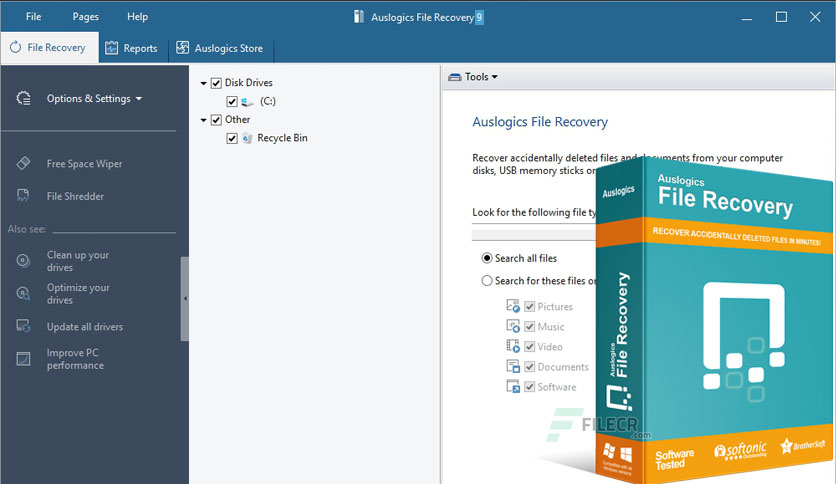 File Pages Help Auslogics File Recovery 9
File Recovery Reports Auslogics Store
Options & Settings
Free Space Wiper
File Shredder
Also see:
Clean up your
drives
Optimize your
drives
Update all drivers
Improve PC
performance
Disk Drives
(C:)
Other
Recycle Bin
Tools
Auslogics File Recovery
Recover accidentally deleted files and documents from your computer
disks, USB memory sticks or
Look for the following file ty
Search all files
Search for these files on
Pictures
Music
Video
Documents
Software
FILECR
.com
Auslogics
Auslogics
File Recovery
RECOVER ACCIDENTALLY DELETED FILES IN MINUTES!
Auslogics
File Recovery
Compatible with
Windows versions
Software
Tested
softonic
Outstanding
BrotherSoft